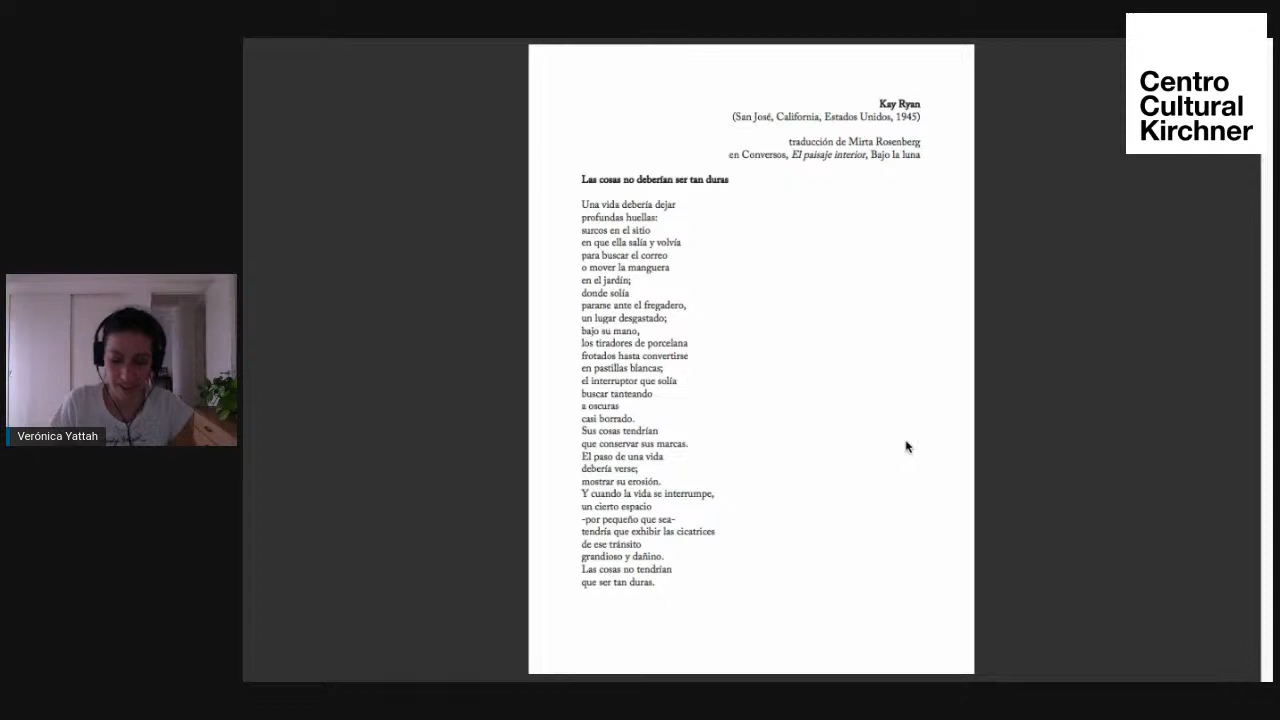 Centro
Cultural
Kirchner
Kay Ryan
(San José, California, Estados Unidos, 1945)
traducción de Mirta Rosenberg
en Conversos, El paisaje interior, Bajo la luna
Las cosas no deberían ser tan duras
Una vida debería dejar
profundas huellas:
surcos en el sitio
en que ella salía y volvía
para buscar el correo
o mover la manguera
en el jardín;
donde solía
pararse ante el fregadero,
un lugar desgastado;
bajo su mano,
los tiradores de porcelana
frotados hasta convertirse
en pastillas blancas;
el interruptor que solía
buscar tanteando
a oscuras
casi borrado.
Sus cosas tendrían
que conservar sus marcas.
El paso de una vida
debería verse;
mostrar su erosión.
Y cuando la vida se interrumpe,
un cierto espacio
-por pequeño que sea-
tendría que exhibir las cicatrices
de ese tránsito
grandioso y dañino.
Las cosas no tendrían
que ser tan duras.
Verónica Yattah